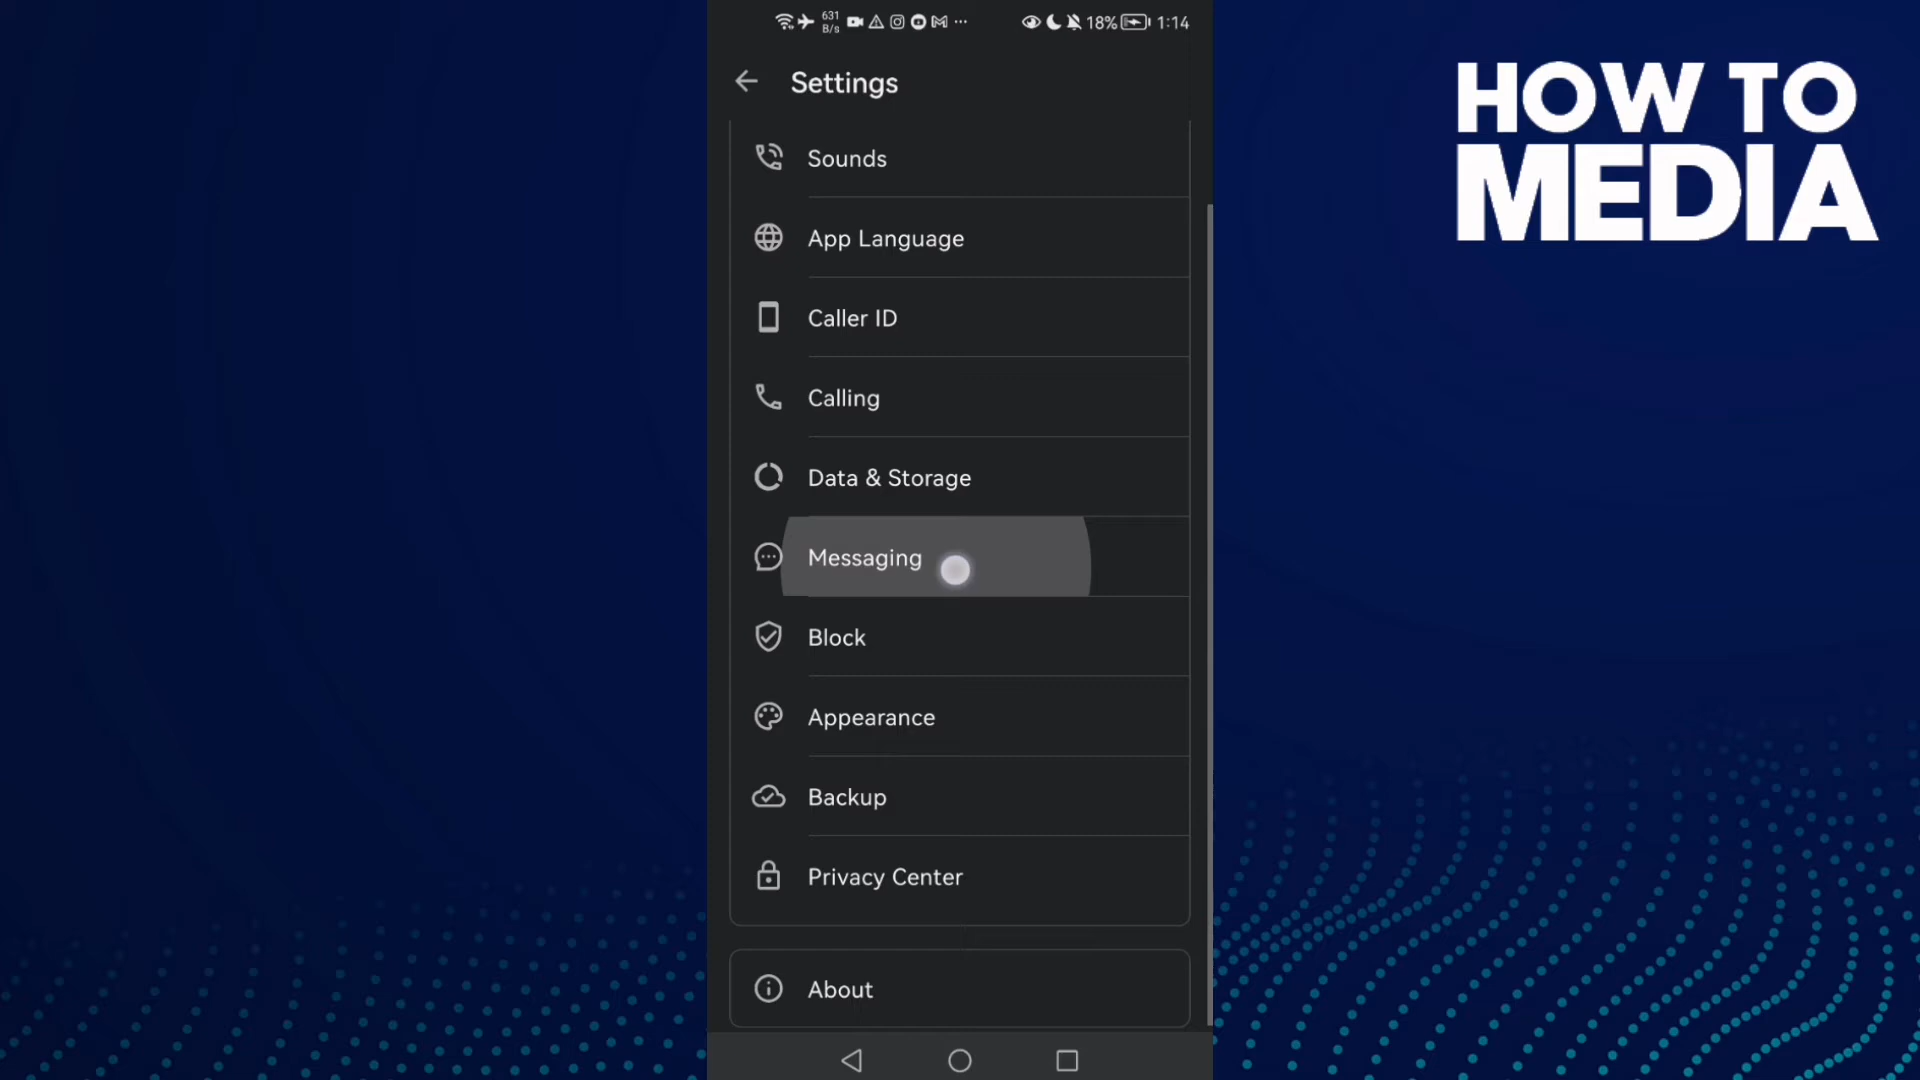 631
B/s
18%
1:14
Settings
Sounds
App Language
Caller ID
Calling
Data & Storage
Messaging
Block
Appearance
Backup
Privacy Center
About
HOW TO
MEDIA